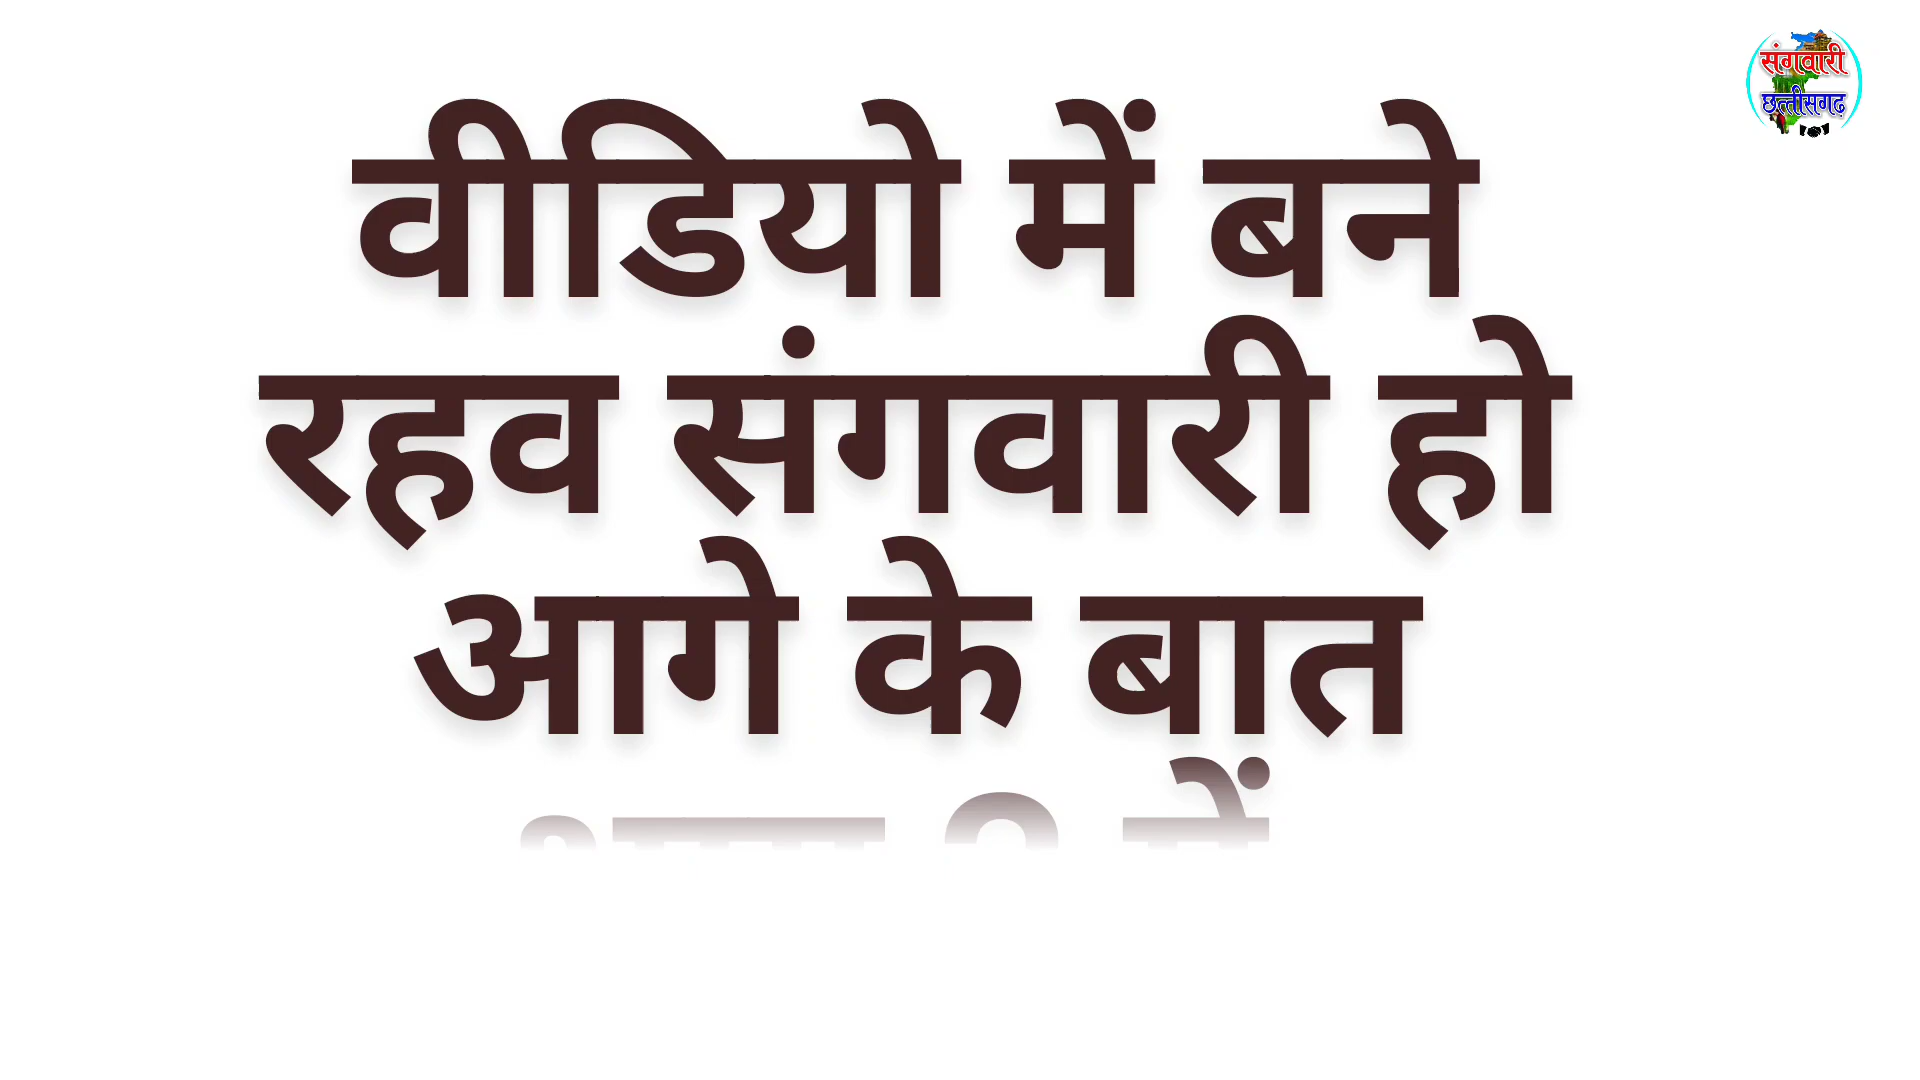 संगवारी
छत्तीसगढ़
वीडियो में बने
रहव संगवारी हो
आगे के बात
में